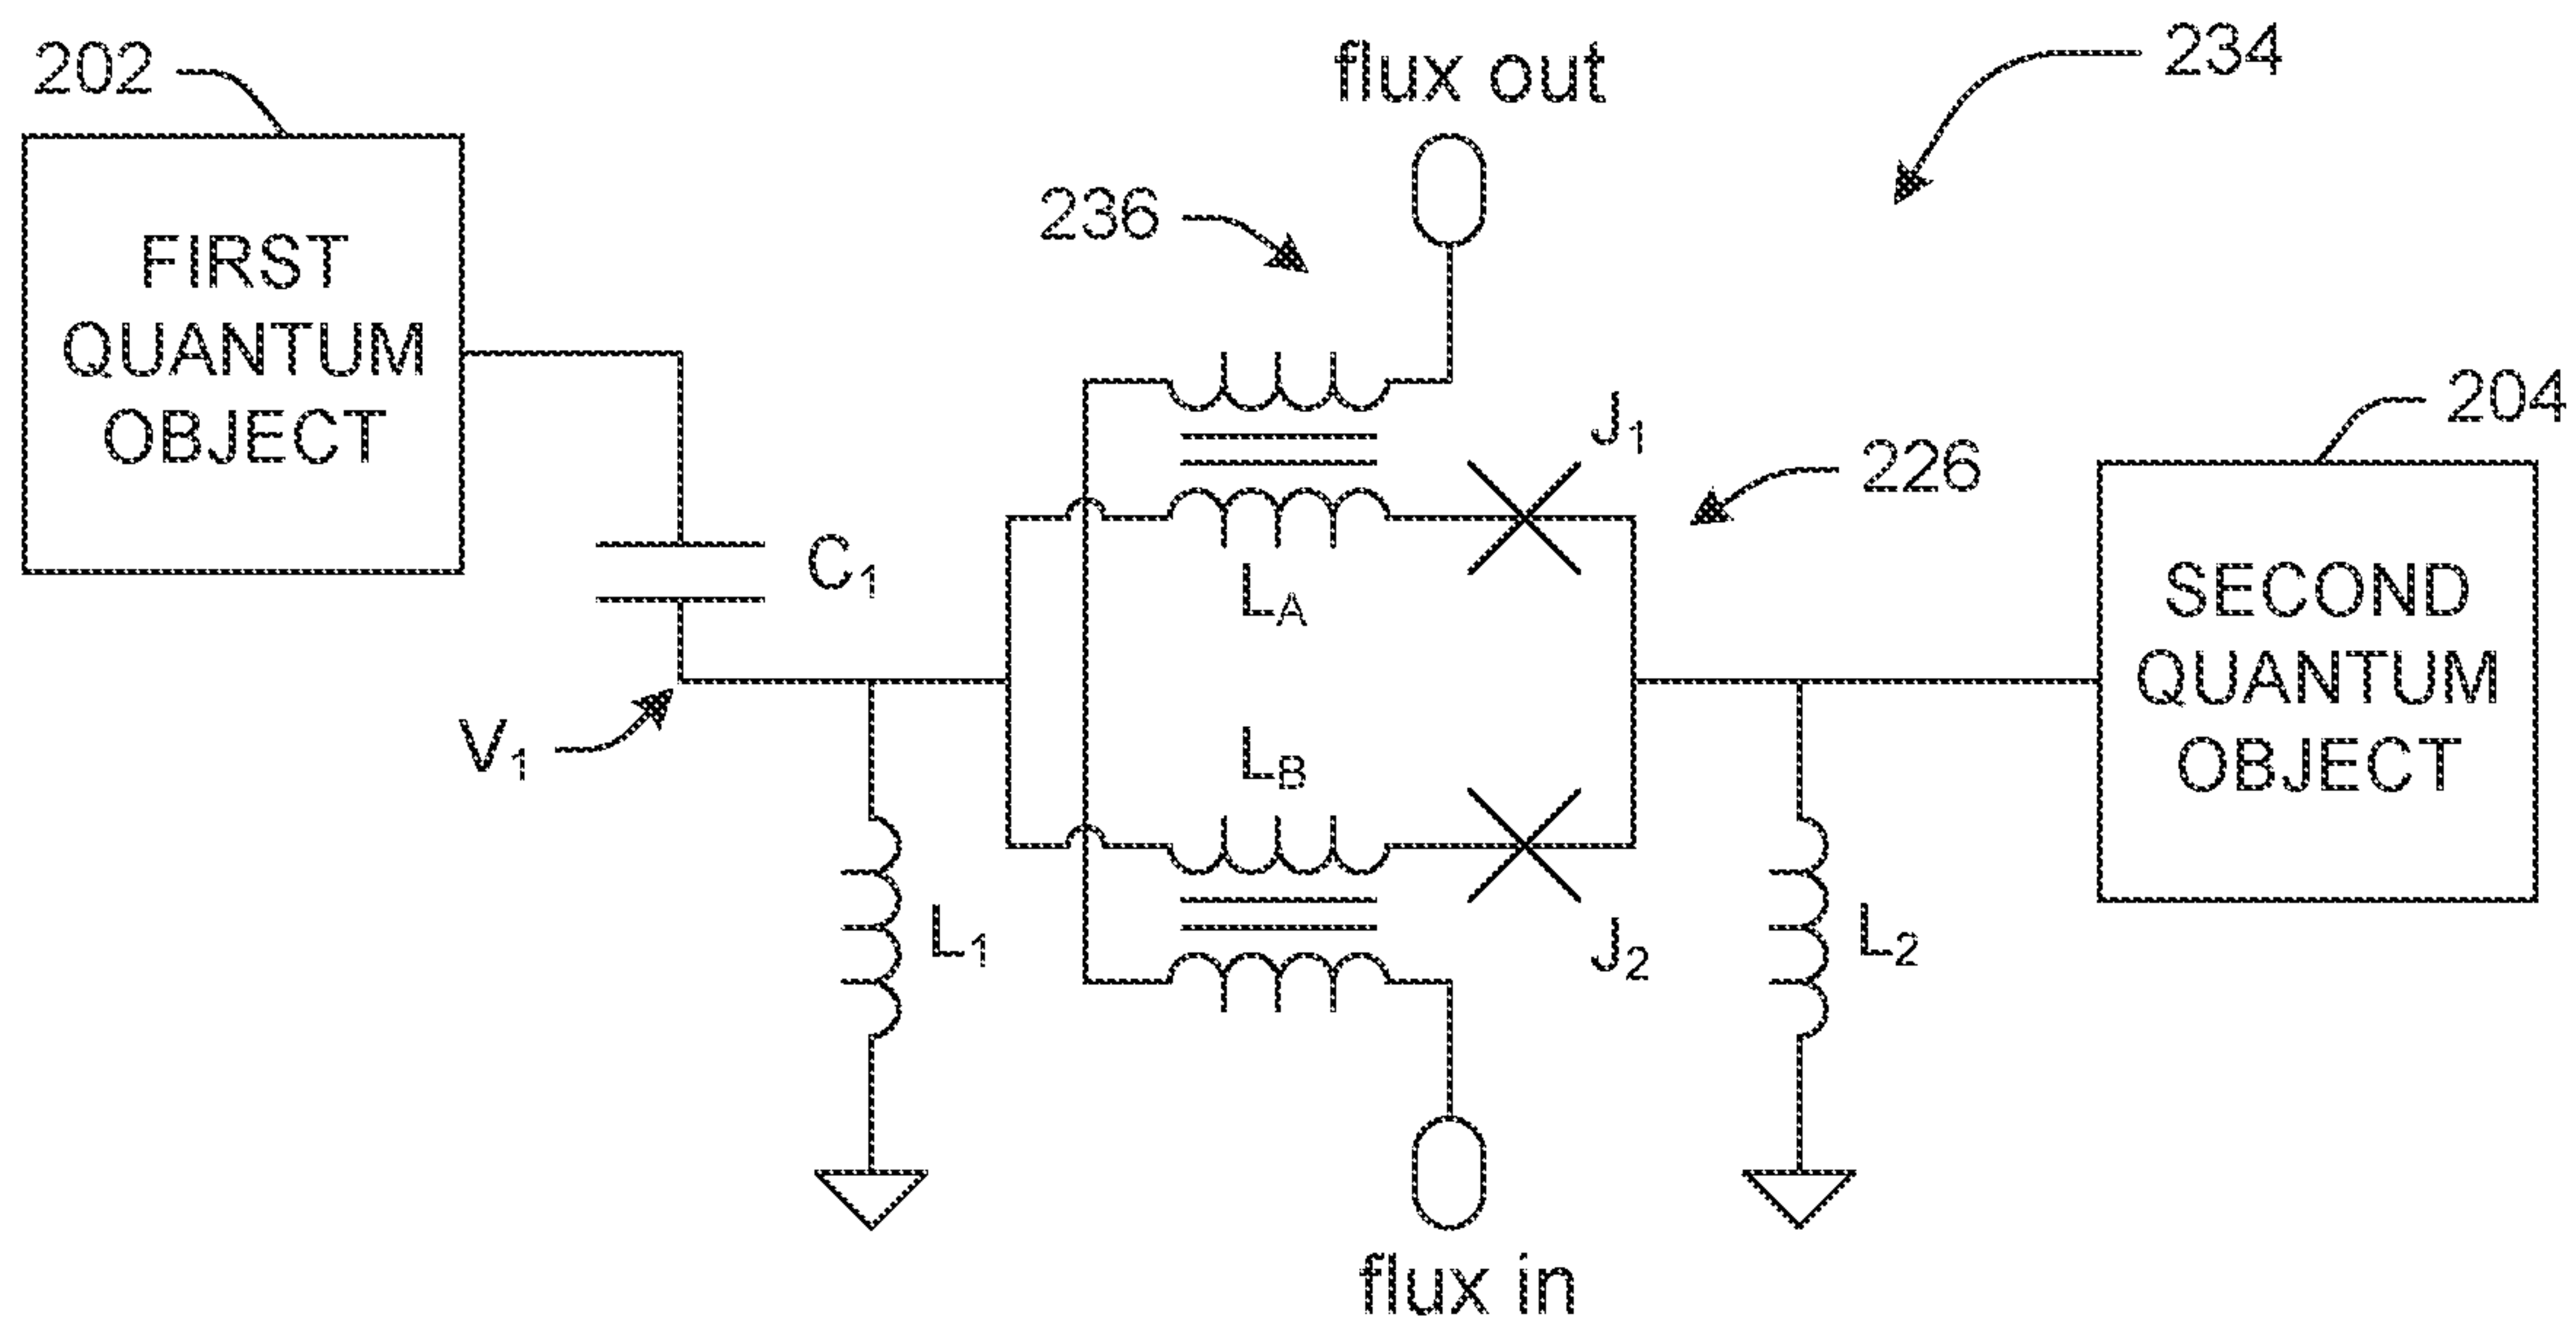 202
flux out
234
FIRST
QUANTUM
OBJECT
236
J1
204
226
C1
LA
SECOND
QUANTUM
OBJECT
V1
LB
L1
J2
L2
flux in